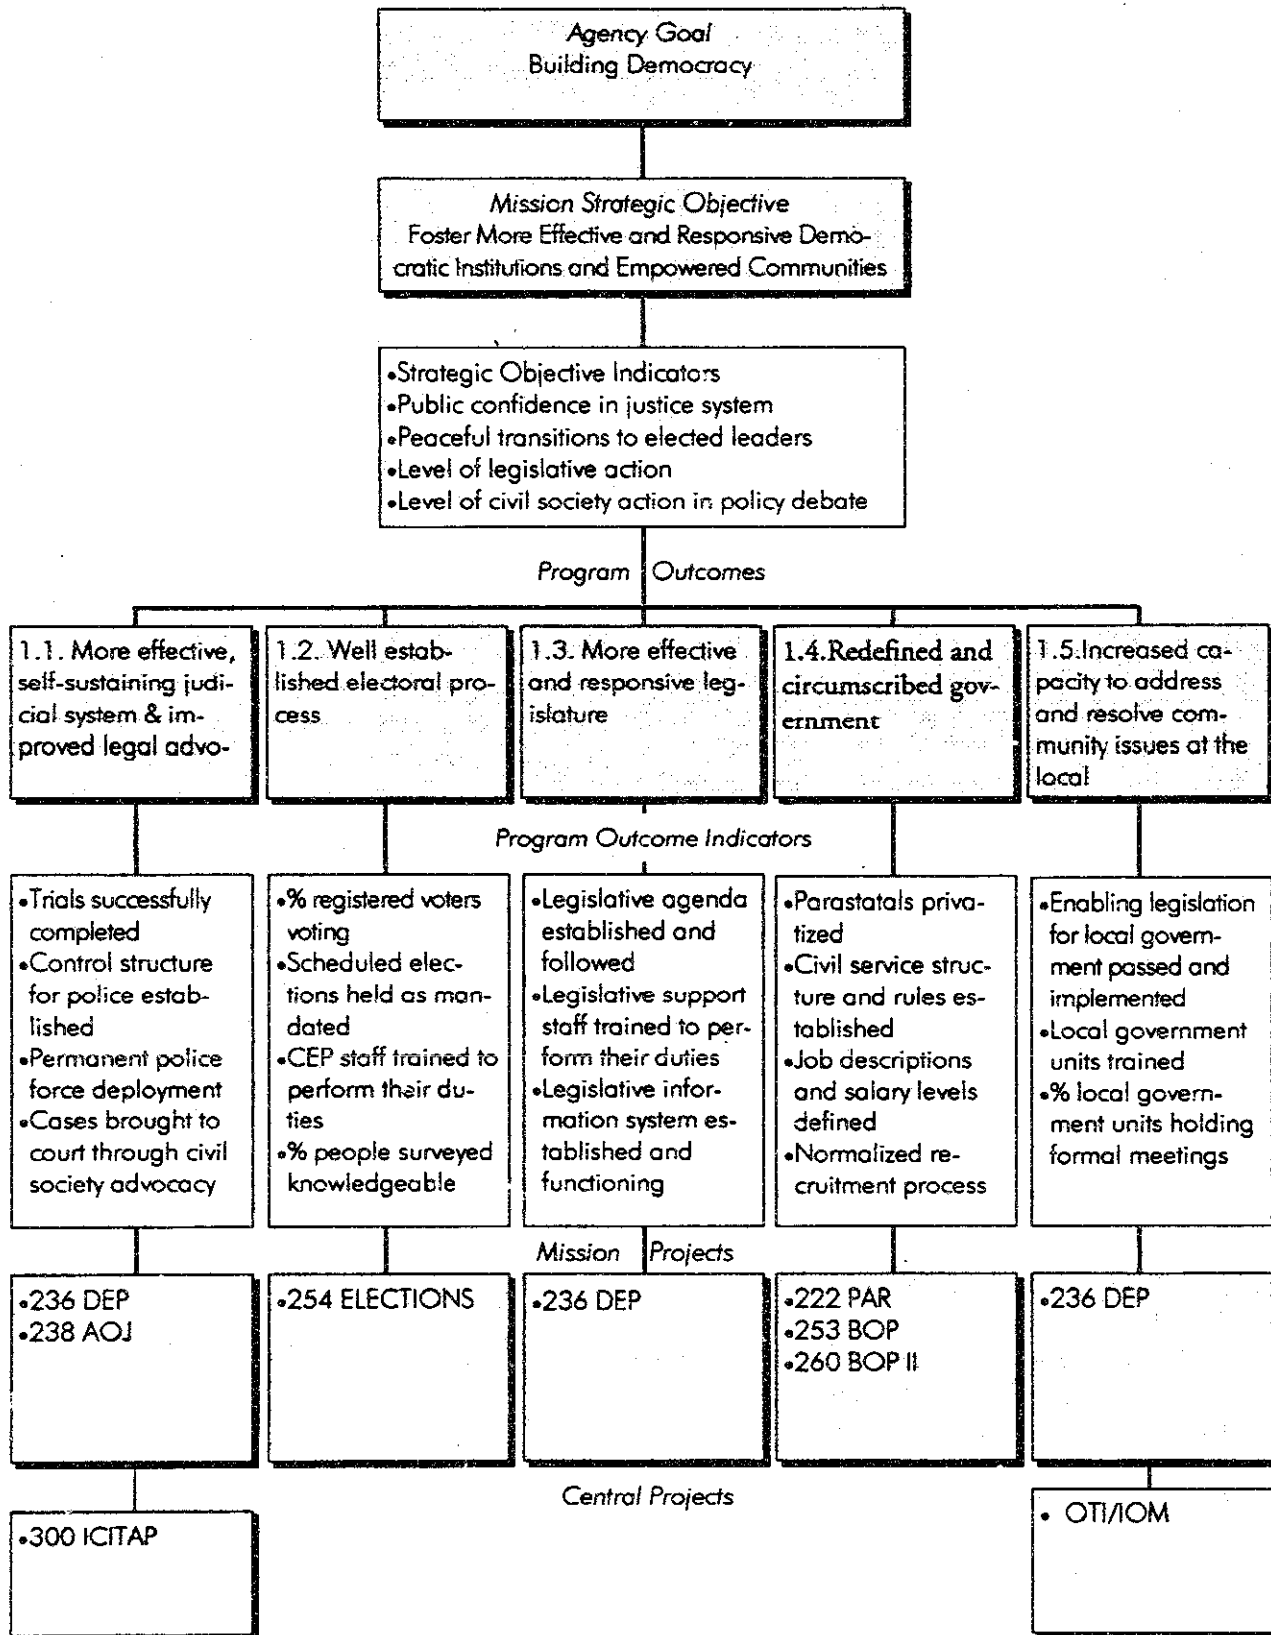 Agency Goal
Building Democracy
Mission Strategic Objective
Foster More Effective and Responsive Demo-
cratic Institutions and Empowered Communities
•Strategic Objective Indicators
•Public confidence in justice system
•Peaceful transitions to elected leaders
•Level of legislative action
•Level of civil society action in policy debate
Program Outcomes
1.1. More effective,
self-sustaining judi-
cial system & im-
proved legal advo-
1.2. Well estab-
lished electoral pro-
cess
1.3. More effective
and responsive leg-
islature
1.4.Redefined and
circumscribed gov-
ernment
1.5.Increased ca-
pacity to address
and resolve com-
munity issues at the
local
Program Outcome Indicators
•Trials successfully
completed
•Control structure
for police estab-
lished
•Permanent police
force deployment
•Cases brought to
court through civil
society advocacy
•% registered voters
voting
•Scheduled elec-
tions held as man-
dated
•CEP staff trained to
perform their du-
ties
•% people surveyed
knowledgeable
•Legislative agenda
established and
followed
•Legislative support
staff trained to per-
form their duties
•Legislative infor-
mation system es-
tablished and
functioning
•Parastatals priva-
tized
•Civil service struc-
ture and rules es-
tablished
•Job descriptions
and salary levels
defined
•Normalized re-
cruitment process
•Enabling legislation
for local govern-
ment passed and
implemented
•Local government
units trained
•% local govern-
ment units holding
formal meetings
Mission Projects
•236 DEP
•238 AOJ
•254 ELECTIONS
•236 DEP
•222 PAR
•253 BOP
•260 BOP II
•236 DEP
Central Projects
•300 ICITAP
• OTI/IOM